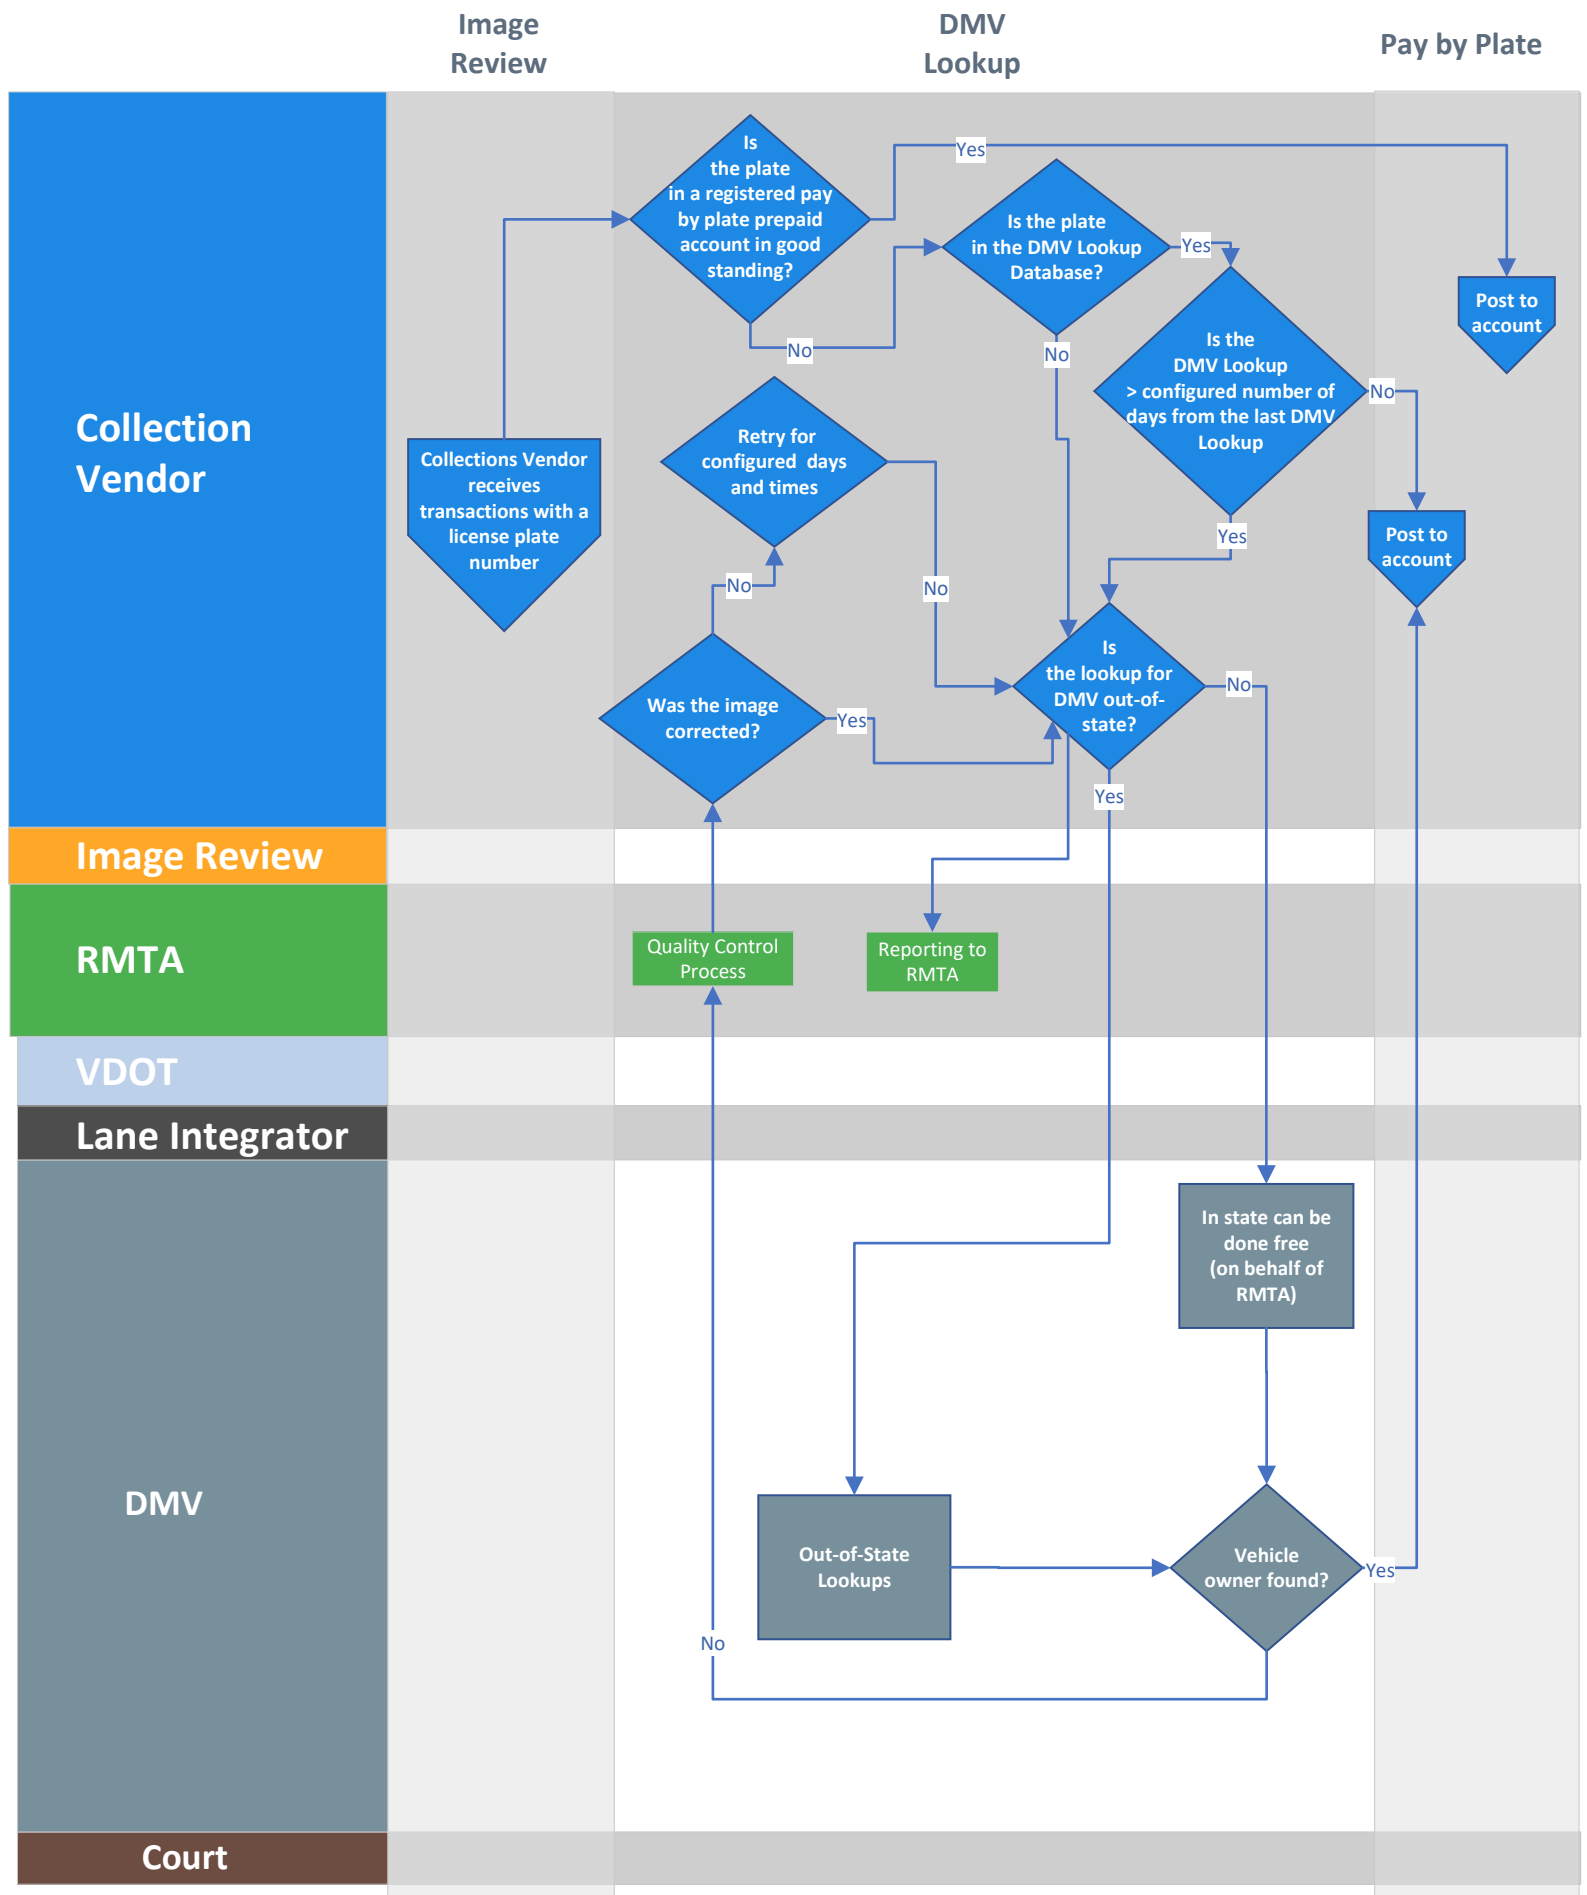 Image
Review
DMV
Lookup
Pay by Plate
Collection
Vendor
Is
the plate
in a registered pay
by plate prepaid
account in good
standing?
Yes
No
Is the plate
in the DMV Lookup
Database?
Yes
No
Is the
DMV Lookup
> configured number of
days from the last DMV
Lookup
No
Yes
Post to
account
Post to
account
Collections Vendor
receives
transactions with a
license plate
number
Retry for
configured days
and times
No
No
Was the image
corrected?
Yes
Is
the lookup for
DMV out-of-
state?
No
Yes
Image Review
RMTA
Quality Control
Process
Reporting to
RMTA
VDOT
Lane Integrator
DMV
In state can be
done free
(on behalf of
RMTA)
Out-of-State
Lookups
Vehicle
owner found?
Yes
No
Court